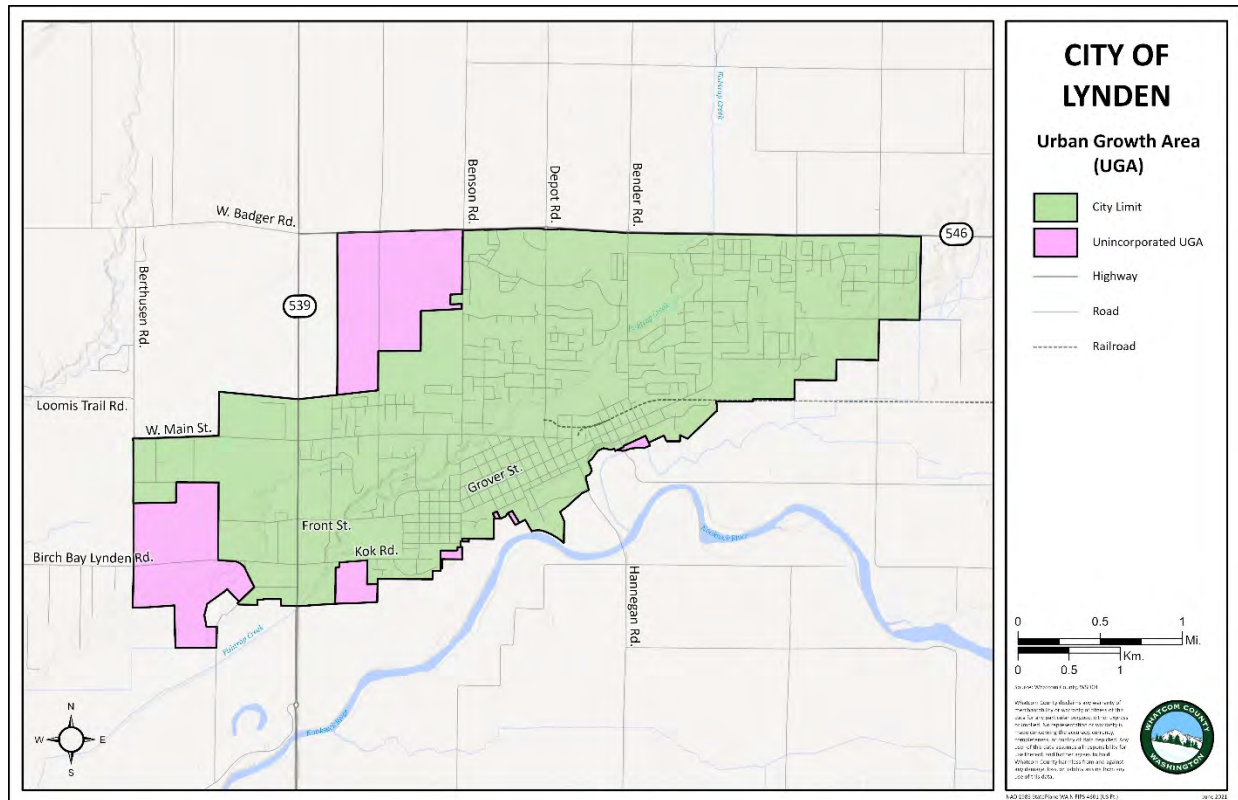 CITY OF
LYNDEN
Urban Growth Area
(UGA)
City Limit
Unincorporated UGA
Highway
Road
Railroad
W. Badger Rd.
Benson Rd.
Depot Rd.
Bender Rd.
546
Berthusen Rd.
539
Loomis Trail Rd.
W. Main St.
Grover St.
Front St.
Kok Rd.
Birch Bay Lynden Rd.
Hannegan Rd.
N
W
E
S
0 0.5 1
Mi.
Km.
0 0.5 1
WHATCOM COUNTY
WASHINGTON
June 2021